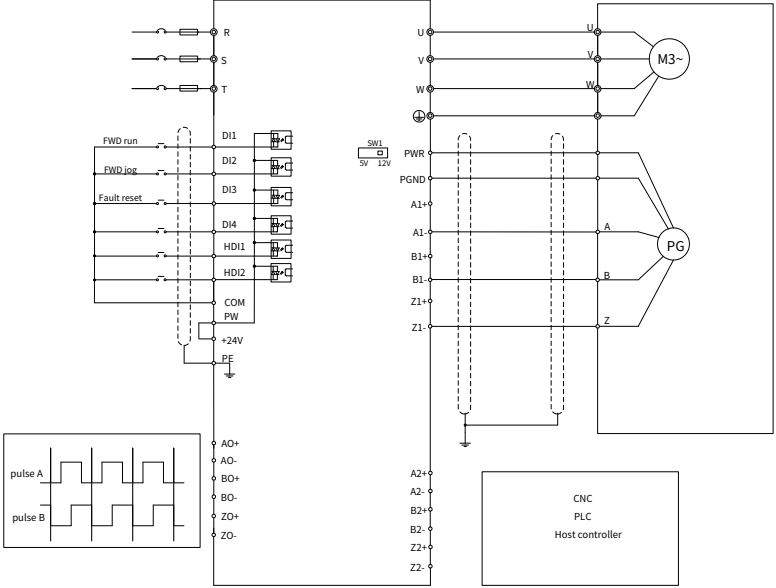 R
S
T
FWD run
DI1
FWD jog
DI2
Fault reset
DI3
DI4
HDI1
HDI2
COM
PW
+24V
PE
AO+
AO-
BO+
BO-
ZO+
ZO-
pulse A
pulse B
SW1
5V 12V
U
V
W
PWR
PGND
A1+
A1-
B1+
B1-
Z1+
Z1-
A2+
A2-
B2+
B2-
Z2+
Z2-
U
V
W
M3~
A
B
Z
PG
CNC
PLC
Host controller